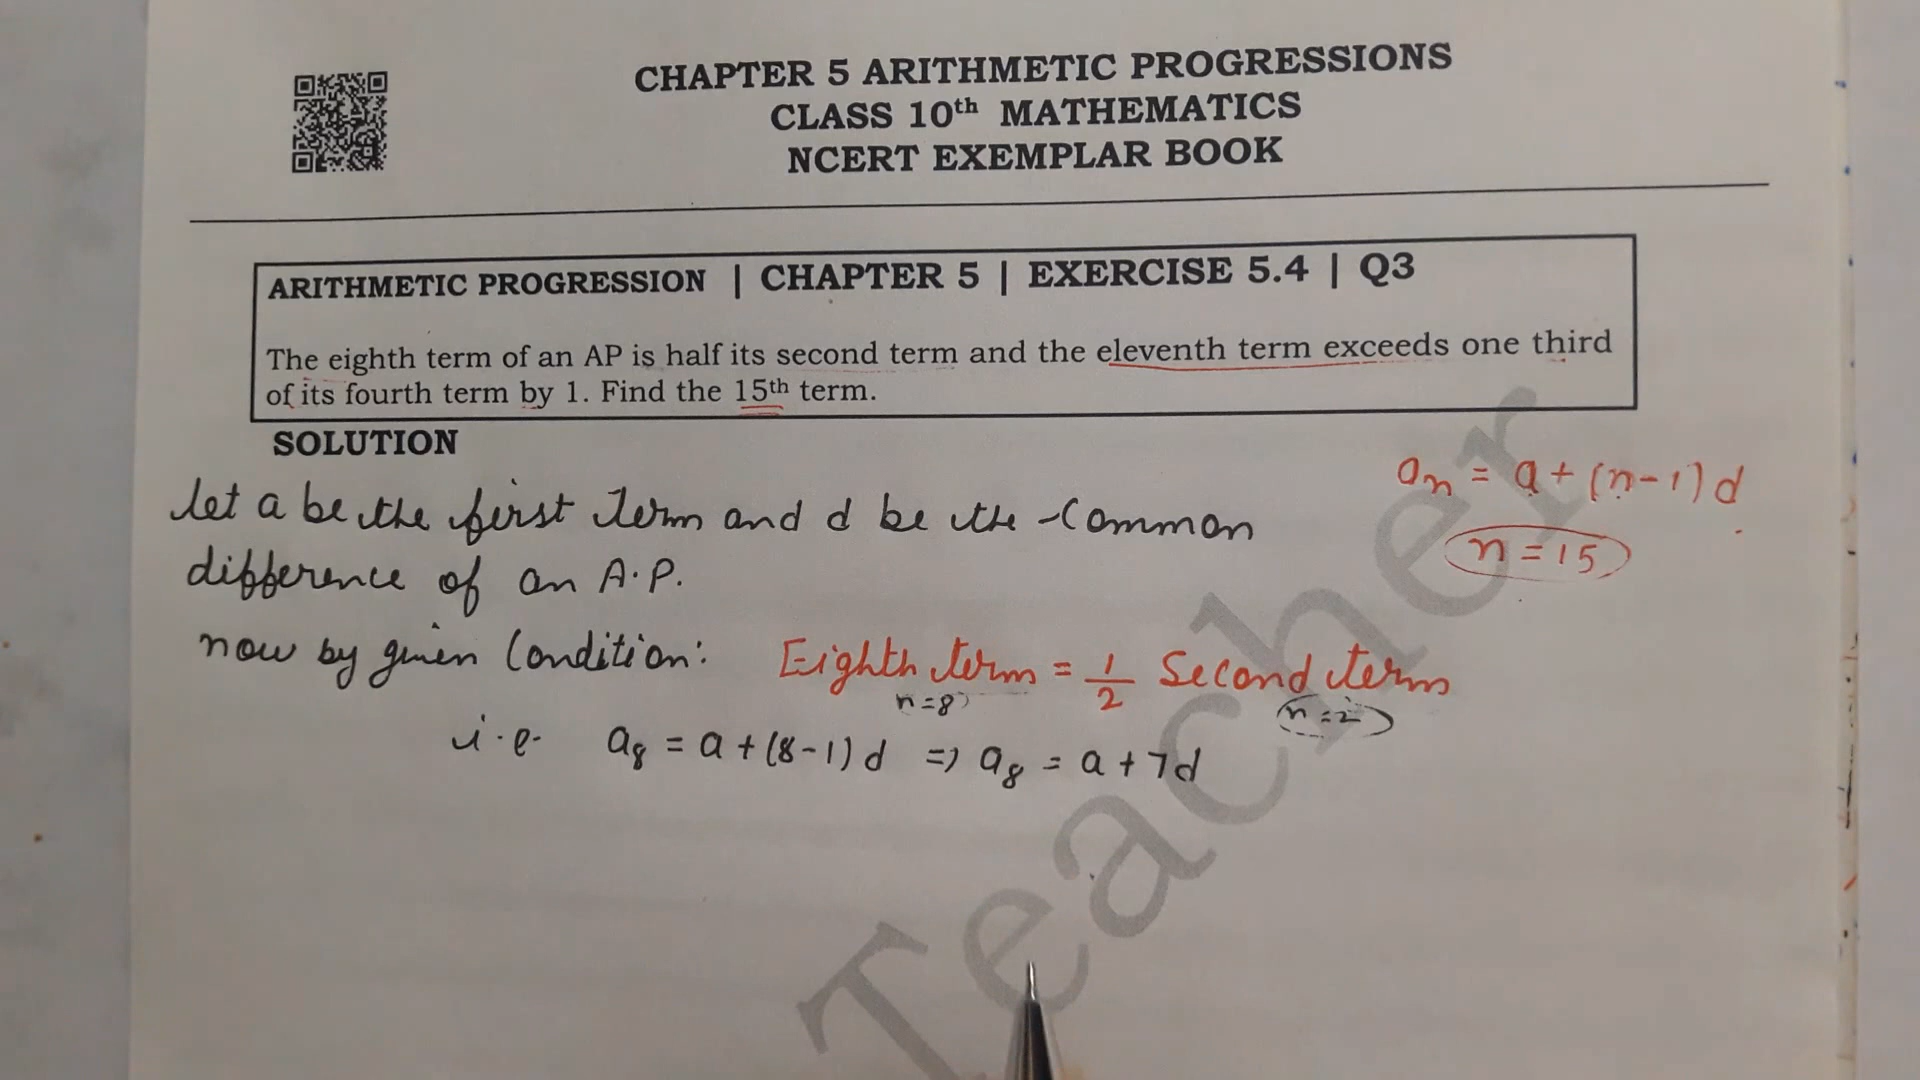 CHAPTER 5 ARITHMETIC PROGRESSIONS
CLASS 10th MATHEMATICS
NCERT EXEMPLAR BOOK
ARITHMETIC PROGRESSION | CHAPTER 5 | EXERCISE 5.4 | Q3
The eighth term of an AP is half its second term and the eleventh term exceeds one third
of its fourth term by 1. Find the 15th term.
SOLUTION
aₙ = a + (n-1)d
n = 15
let a be the first term and d be the common
difference of an A.P.
now by given Condition: Eighth term = 1/2 Second term
n=8 n=2
i.e. a₈ = a + (8-1)d => a₈ = a + 7d
Teacher